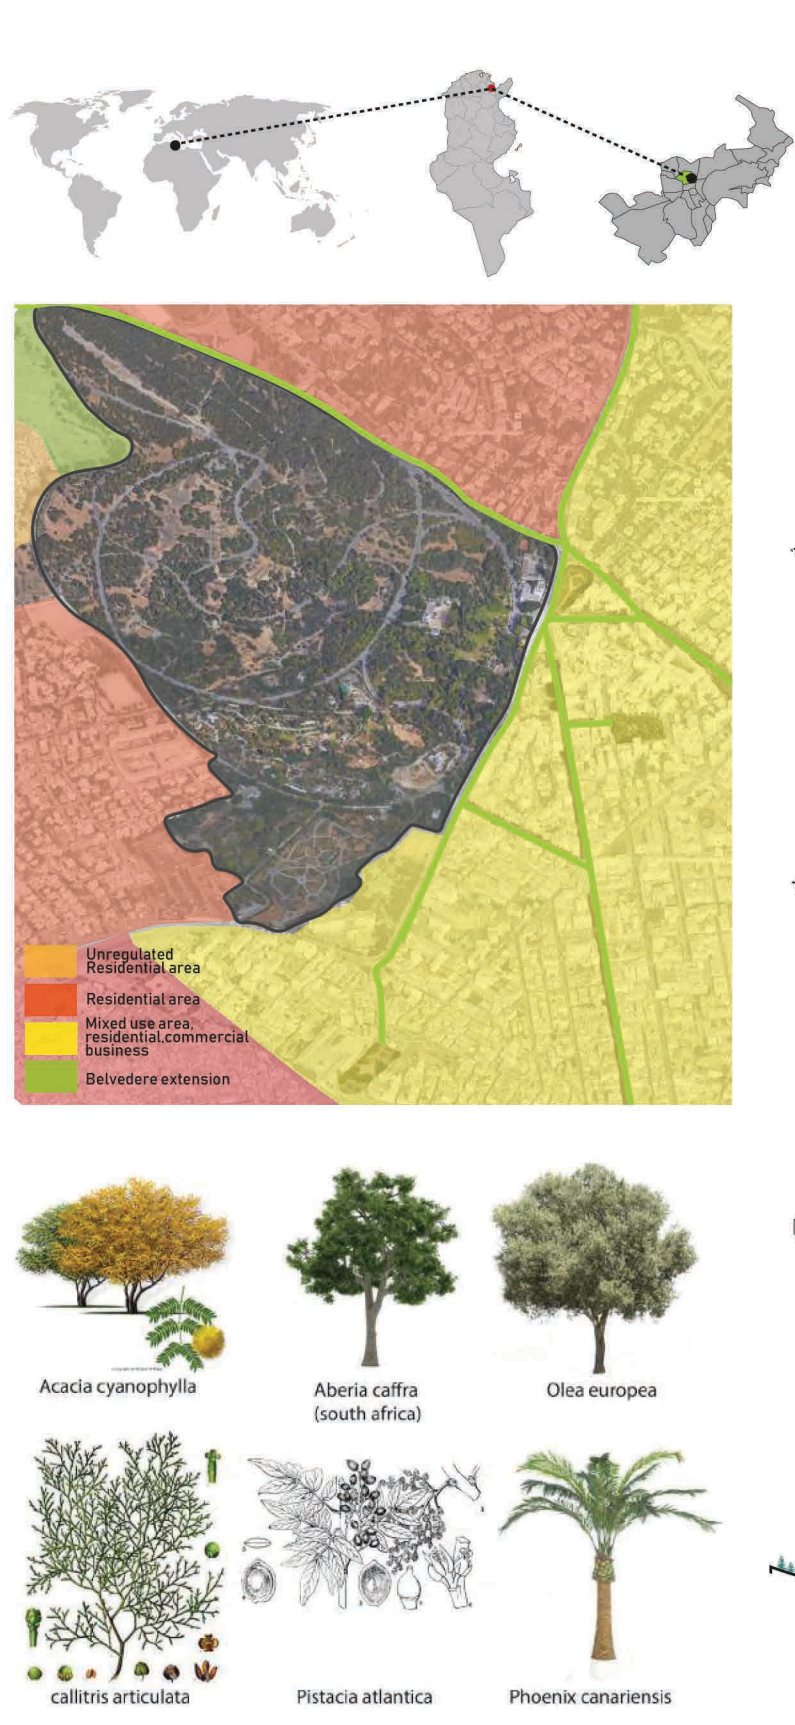 Unregulated
Residential area
Residential area
Mixed use area,
residential,commercial
business
Belvedere extension
Acacia cyanophylla
Aberia caffra
(south africa)
Olea europea
callitris articulata
Pistacia atlantica
Phoenix canariensis